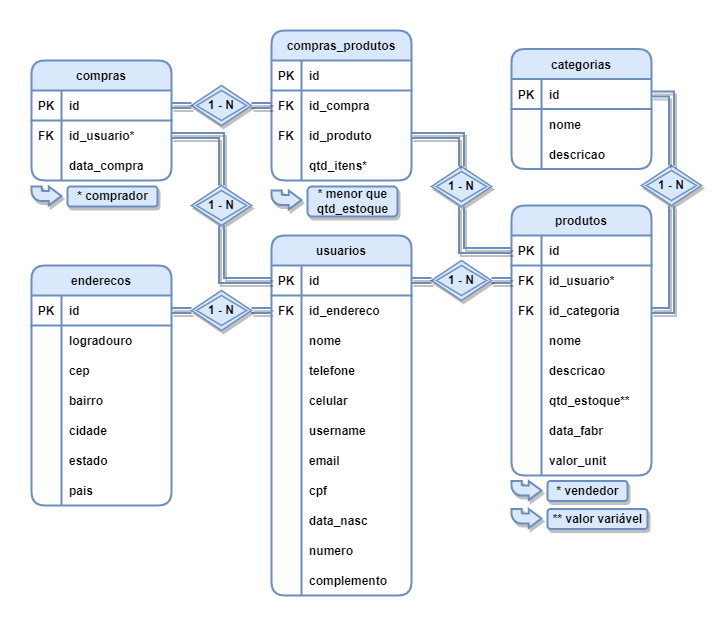 compras
PK id
FK id_usuario*
data_compra
* comprador
1 - N
1 - N
compras_produtos
PK id
FK id_compra
FK id_produto
qtd_itens*
* menor que
qtd_estoque
1 - N
categorias
PK id
nome
descricao
1 - N
enderecos
PK id
logradouro
cep
bairro
cidade
estado
pais
1 - N
usuarios
PK id
FK id_endereco
nome
telefone
celular
username
email
cpf
data_nasc
numero
complemento
1 - N
produtos
PK id
FK id_usuario*
FK id_categoria
nome
descricao
qtd_estoque**
data_fabr
valor_unit
* vendedor
** valor variável